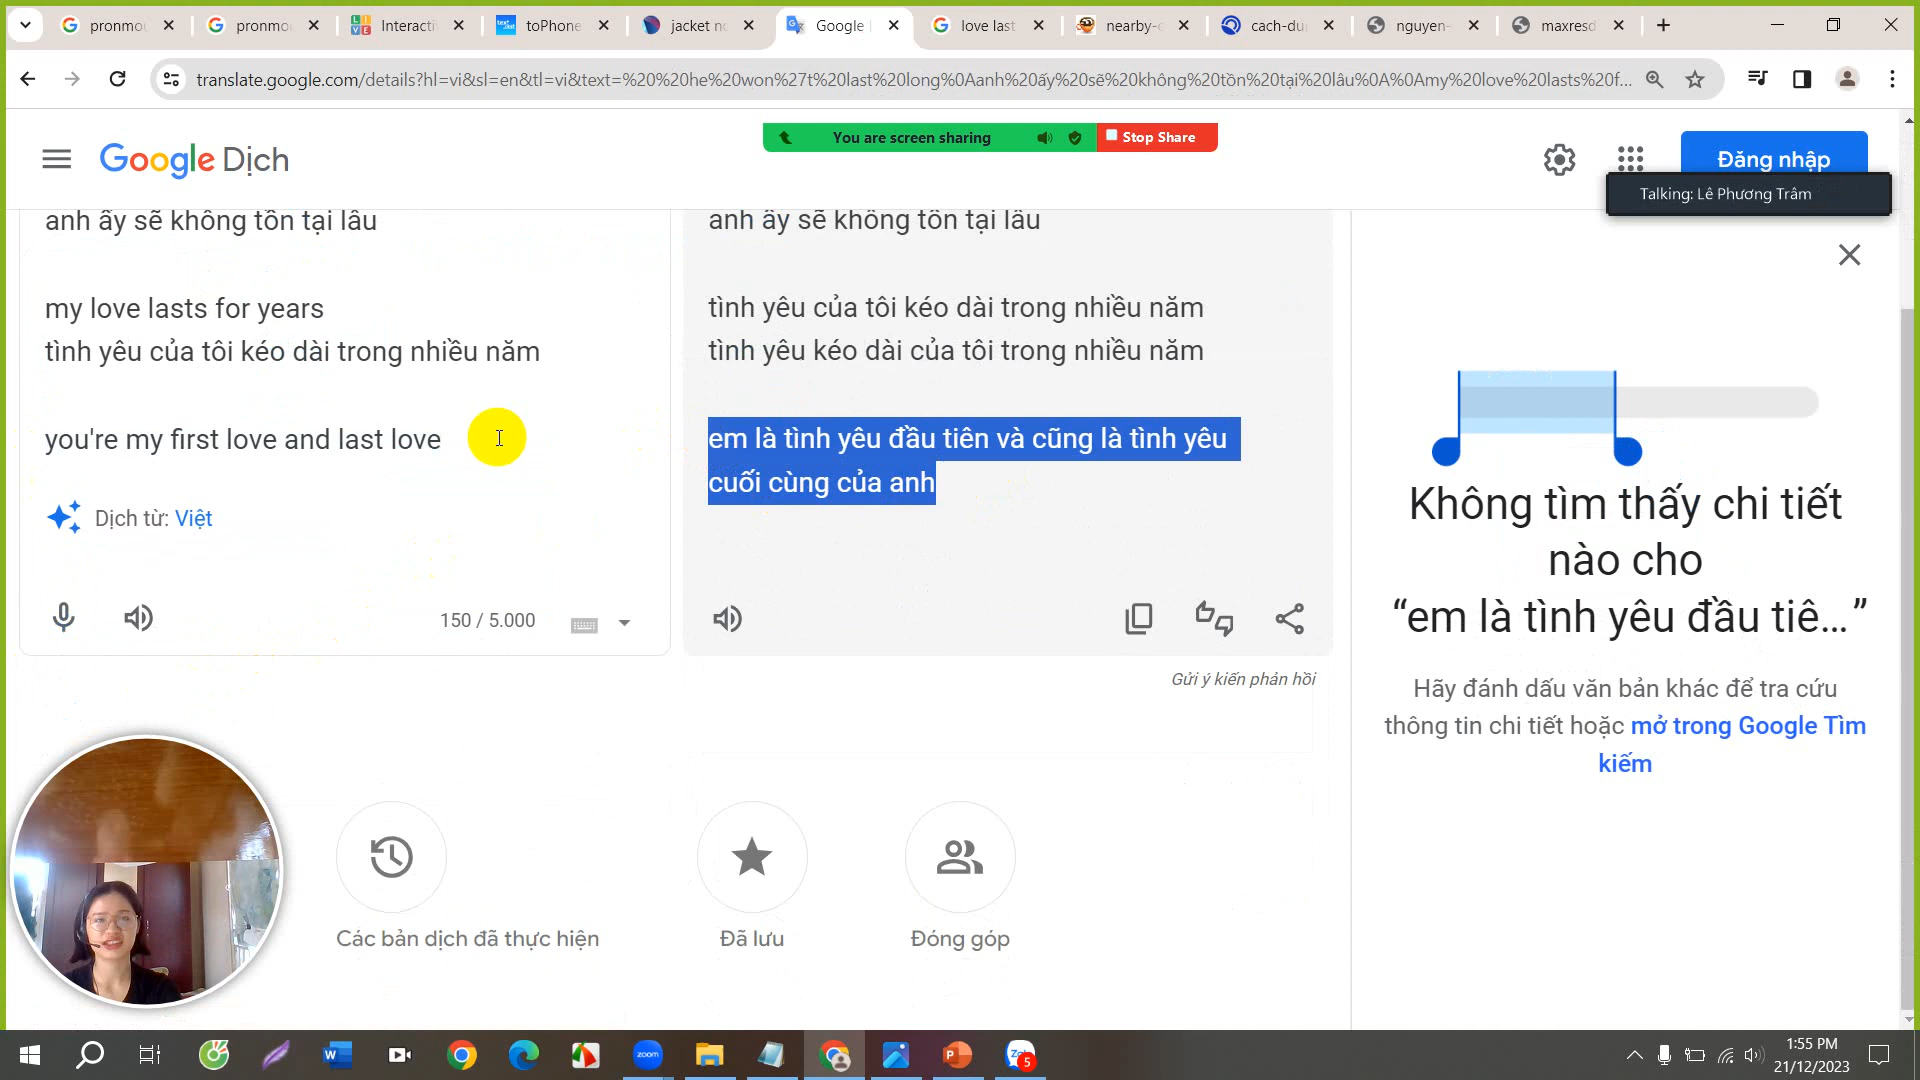 pronmou
pronmou
Interacti
toPhone
jacket no
Google
love last
nearby-c
cach-du
nguyen-
maxresd
translate.google.com/details?hl=vi&sl=en&tl=vi&text=%20%20he%20won%27t%20last%20long%0Aanh%20ấy%20sẽ%20không%20tồn%20tại%20lâu%0A%0Amy%20love%20lasts%20f...
You are screen sharing
Stop Share
Google Dịch
Đăng nhập
Talking: Lê Phương Trâm
anh ấy sẽ không tồn tại lâu
my love lasts for years
tình yêu của tôi kéo dài trong nhiều năm
you're my first love and last love
Dịch từ: Việt
150 / 5.000
anh ấy sẽ không tồn tại lâu
tình yêu của tôi kéo dài trong nhiều năm
tình yêu kéo dài của tôi trong nhiều năm
em là tình yêu đầu tiên và cũng là tình yêu
cuối cùng của anh
Gửi ý kiến phản hồi
Không tìm thấy chi tiết
nào cho
“em là tình yêu đầu tiê...”
Hãy đánh dấu văn bản khác để tra cứu
thông tin chi tiết hoặc mở trong Google Tìm
kiếm
Các bản dịch đã thực hiện
Đã lưu
Đóng góp
zoom
5
1:55 PM
21/12/2023